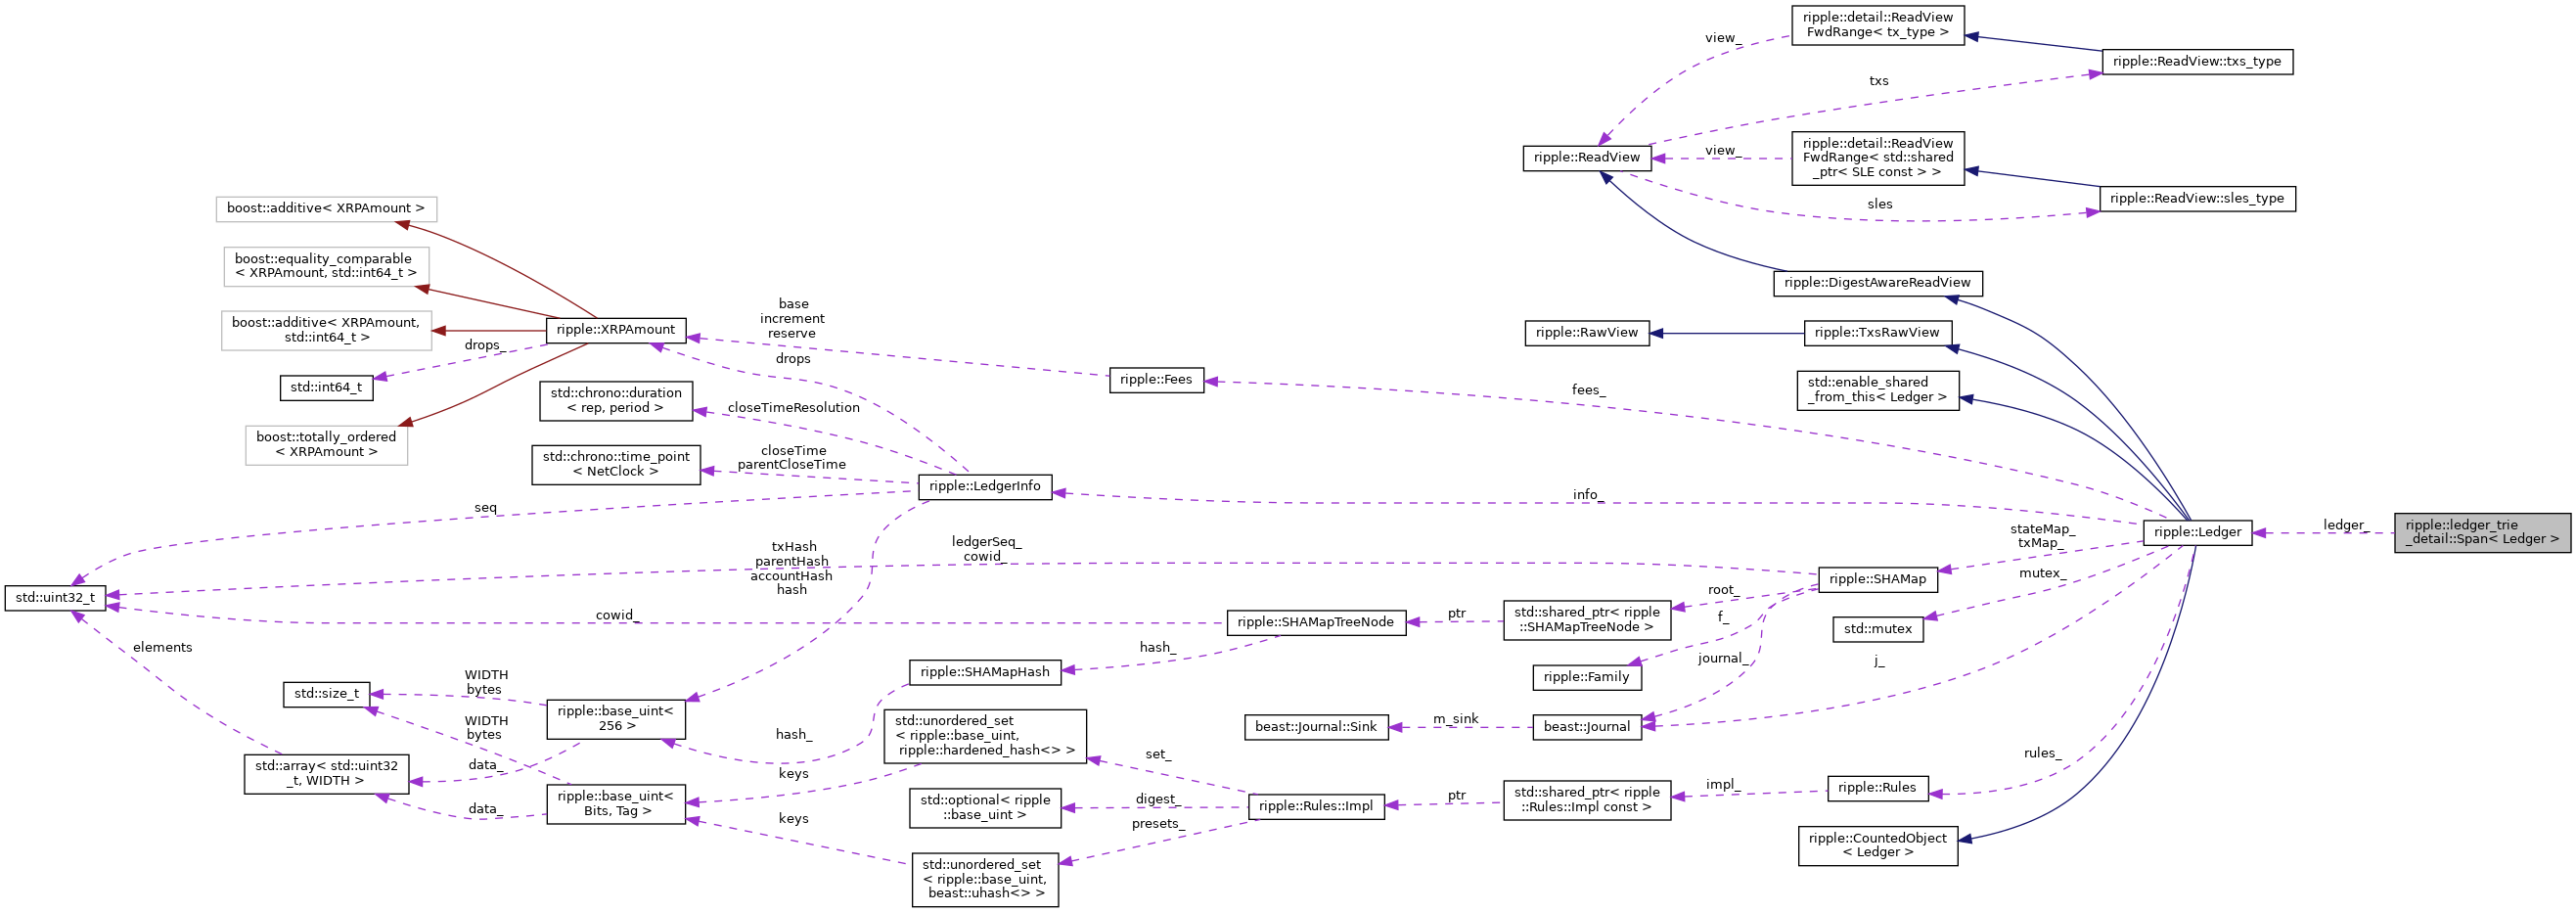 ripple::detail::ReadView
FwdRange< tx_type >
view_
ripple::ReadView::txs_type
txs
ripple::detail::ReadView
FwdRange< std::shared
_ptr< SLE const > >
view_
ripple::ReadView
ripple::ReadView::sles_type
sles
boost::additive< XRPAmount >
boost::equality_comparable
< XRPAmount, std::int64_t >
ripple::DigestAwareReadView
base
increment
reserve
boost::additive< XRPAmount,
std::int64_t >
ripple::XRPAmount
ripple::RawView
ripple::TxsRawView
drops_
drops
std::int64_t
ripple::Fees
fees_
std::enable_shared
_from_this< Ledger >
std::chrono::duration
< rep, period >
closeTimeResolution
boost::totally_ordered
< XRPAmount >
std::chrono::time_point
< NetClock >
closeTime
parentCloseTime
ripple::LedgerInfo
info_
seq
ripple::Ledger
ledger_
ripple::ledger_trie
_detail::Span< Ledger >
stateMap_
txMap_
ledgerSeq_
cowid_
txHash
parentHash
accountHash
hash
ripple::SHAMap
mutex_
std::uint32_t
root_
std::shared_ptr< ripple
::SHAMapTreeNode >
ptr
ripple::SHAMapTreeNode
cowid_
f_
std::mutex
elements
hash_
ripple::SHAMapHash
journal_
j_
ripple::Family
std::size_t
WIDTH
bytes
ripple::base_uint<
256 >
WIDTH
bytes
hash_
std::unordered_set
< ripple::base_uint,
ripple::hardened_hash<> >
beast::Journal::Sink
m_sink
beast::Journal
rules_
std::array< std::uint32
_t, WIDTH >
data_
keys
set_
data_
ripple::base_uint<
Bits, Tag >
std::optional< ripple
::base_uint >
digest_
ripple::Rules::Impl
ptr
std::shared_ptr< ripple
::Rules::Impl const >
impl_
ripple::Rules
keys
presets_
ripple::CountedObject
< Ledger >
std::unordered_set
< ripple::base_uint,
beast::uhash<> >